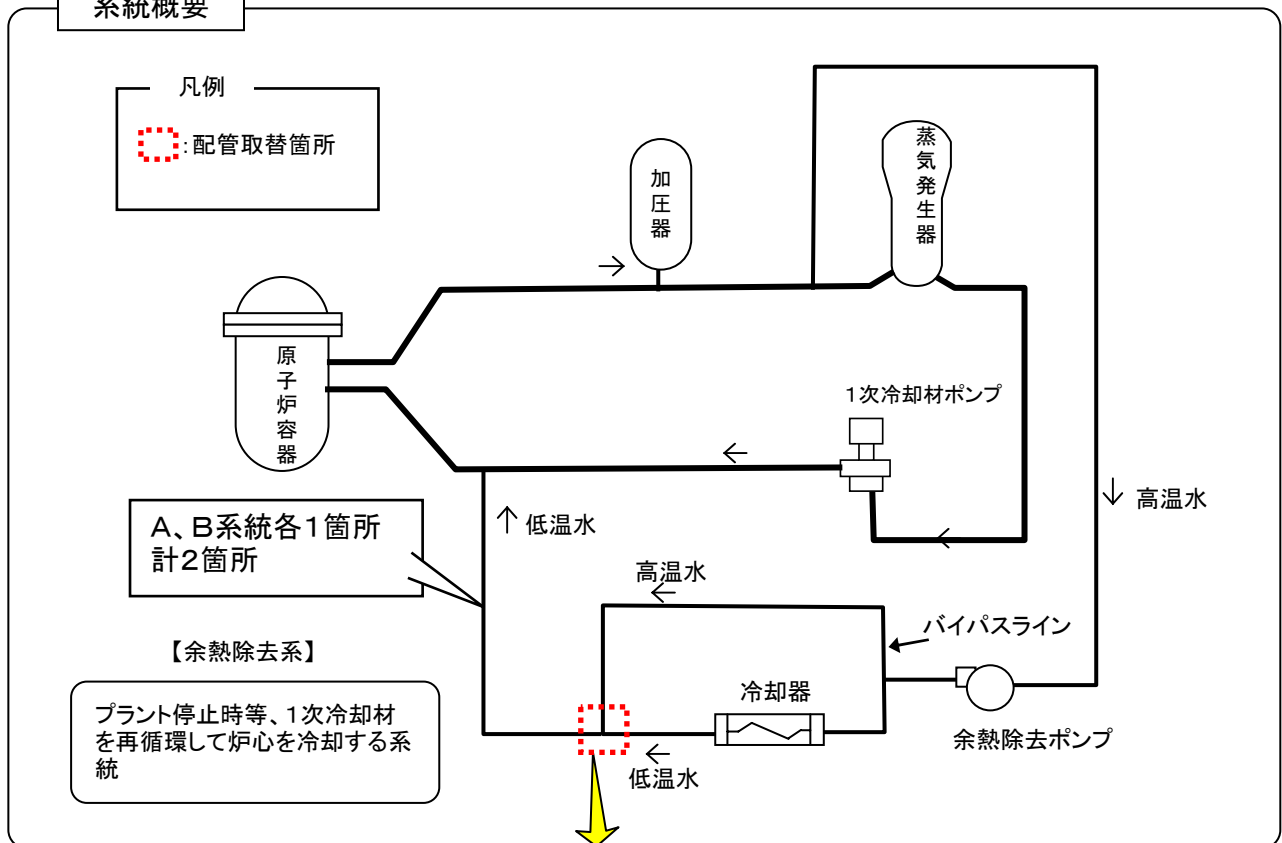 系統概要
凡例
:配管取替箇所
加圧器
蒸気発生器
→
原子炉容器
1次冷却材ポンプ
←
↓ 高温水
A、B系統各1箇所
計2箇所
↑ 低温水
←
高温水
←
バイパスライン
【余熱除去系】
冷却器
余熱除去ポンプ
プラント停止時等、1次冷却材
を再循環して炉心を冷却する系
統
←
低温水